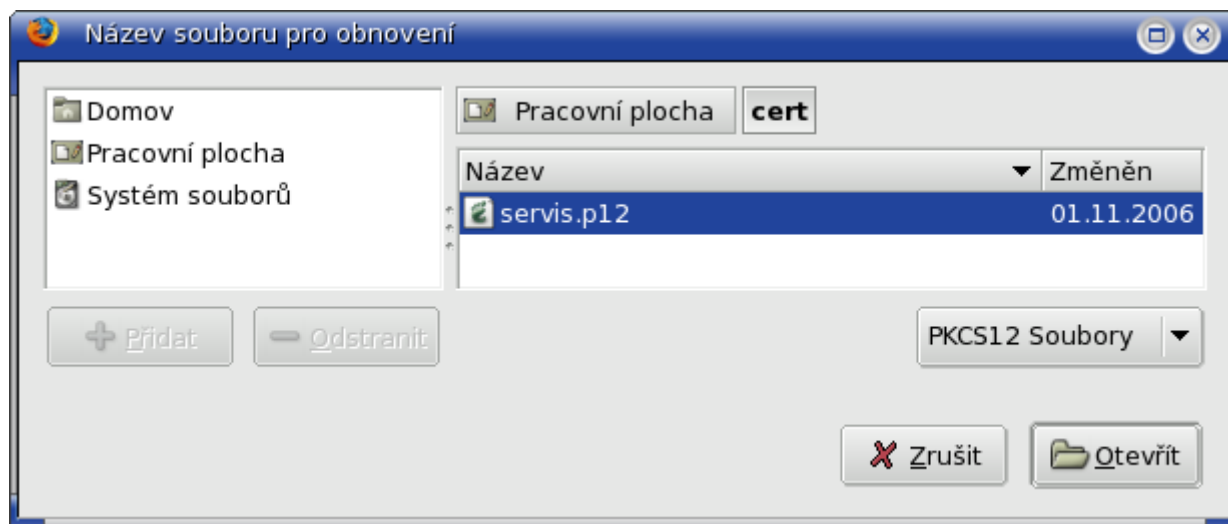 Název souboru pro obnovení
Domov
Pracovní plocha
Systém souborů
Pracovní plocha cert
Název Změněn
servis.p12 01.11.2006
Přidat Odstranit
PKCS12 Soubory
Zrušit Otevřít